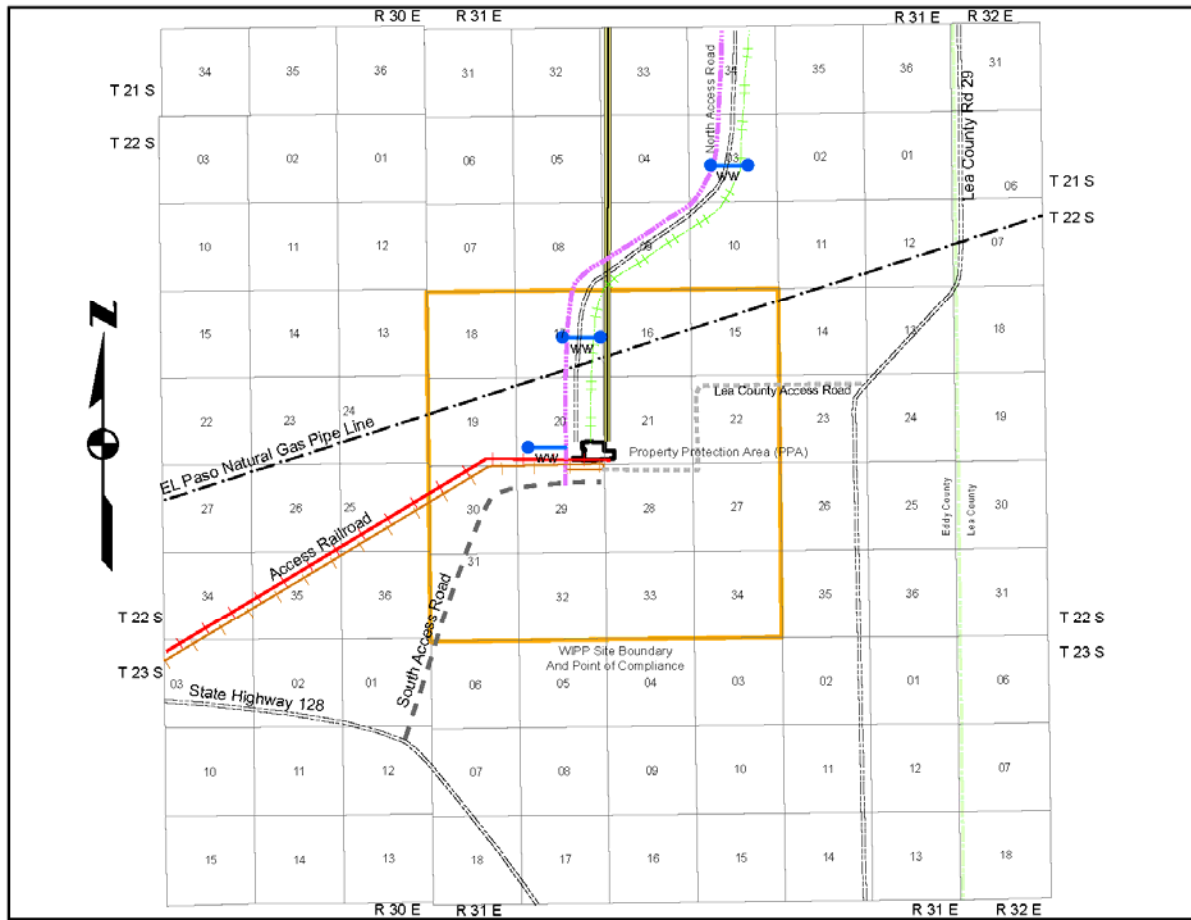 R 30 E R 31 E R 31 E R 32 E
34 35 36 31 32 33 34 35 36 31
T 21 S
North Access Road
Lea County Rd 29
T 22 S
03 02 01 06 05 04 03 02 01 06
WW
T 21 S
T 22 S
10 11 12 07 08 09 10 11 12 07
15 14 13 18 17 16 15 14 13 18
WW
Z
Lea County Access Road
22 23 24 19 20 21 22 23 24 19
EL Paso Natural Gas Pipe Line
WW
Property Protection Area (PPA)
27 26 25 30 29 28 27 26 25 30
Eddy County
Lea County
Access Railroad
34 35 36 31 32 33 34 35 36 31
T 22 S
T 22 S
South Access Road
WIPP Site Boundary
And Point of Compliance
T 23 S
T 23 S
03 02 01 06 05 04 03 02 01 06
State Highway 128
10 11 12 07 08 09 10 11 12 07
15 14 13 18 17 16 15 14 13 18
R 30 E R 31 E R 31 E R 32 E